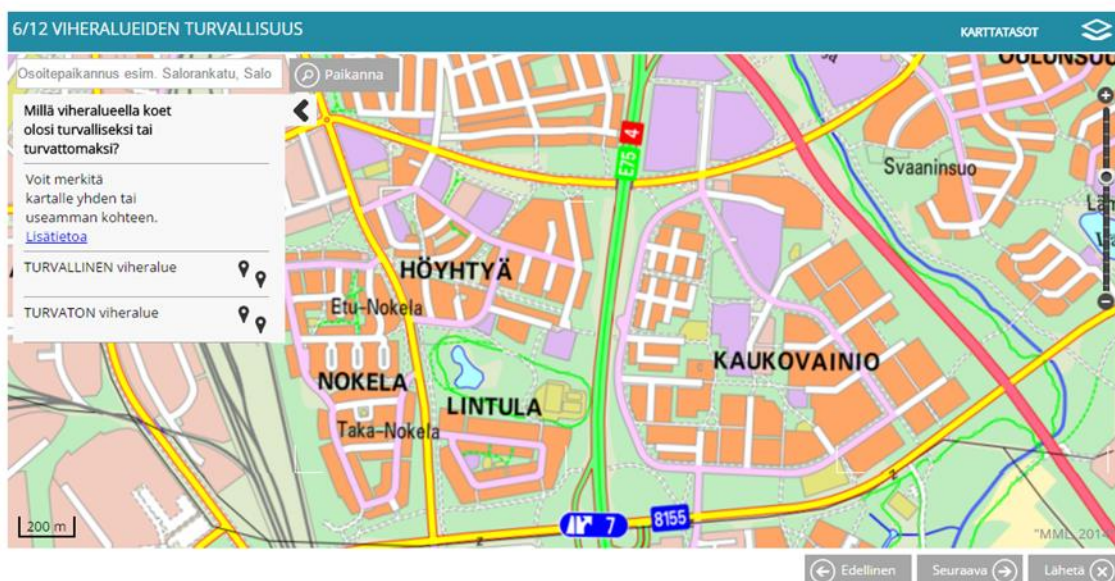 6/12 VIHERALUEIDEN TURVALLISUUS
KARTTATASOT
Osoitepaikannus esim. Salorankatu, Salo
Paikanna
Millä viheralueella koet
olosi turvalliseksi tai
turvattomaksi?
Voit merkitä
kartalle yhden tai
useamman kohteen.
Lisätietoa
TURVALLINEN viheralue
TURVATON viheralue
4
E75
Svaaninsuo
HÖYHTYÄ
Etu-Nokela
KAUKOVAINIO
NOKELA
LINTULA
Taka-Nokela
200 m
7
8155
Edellinen
Seuraava
Lähetä